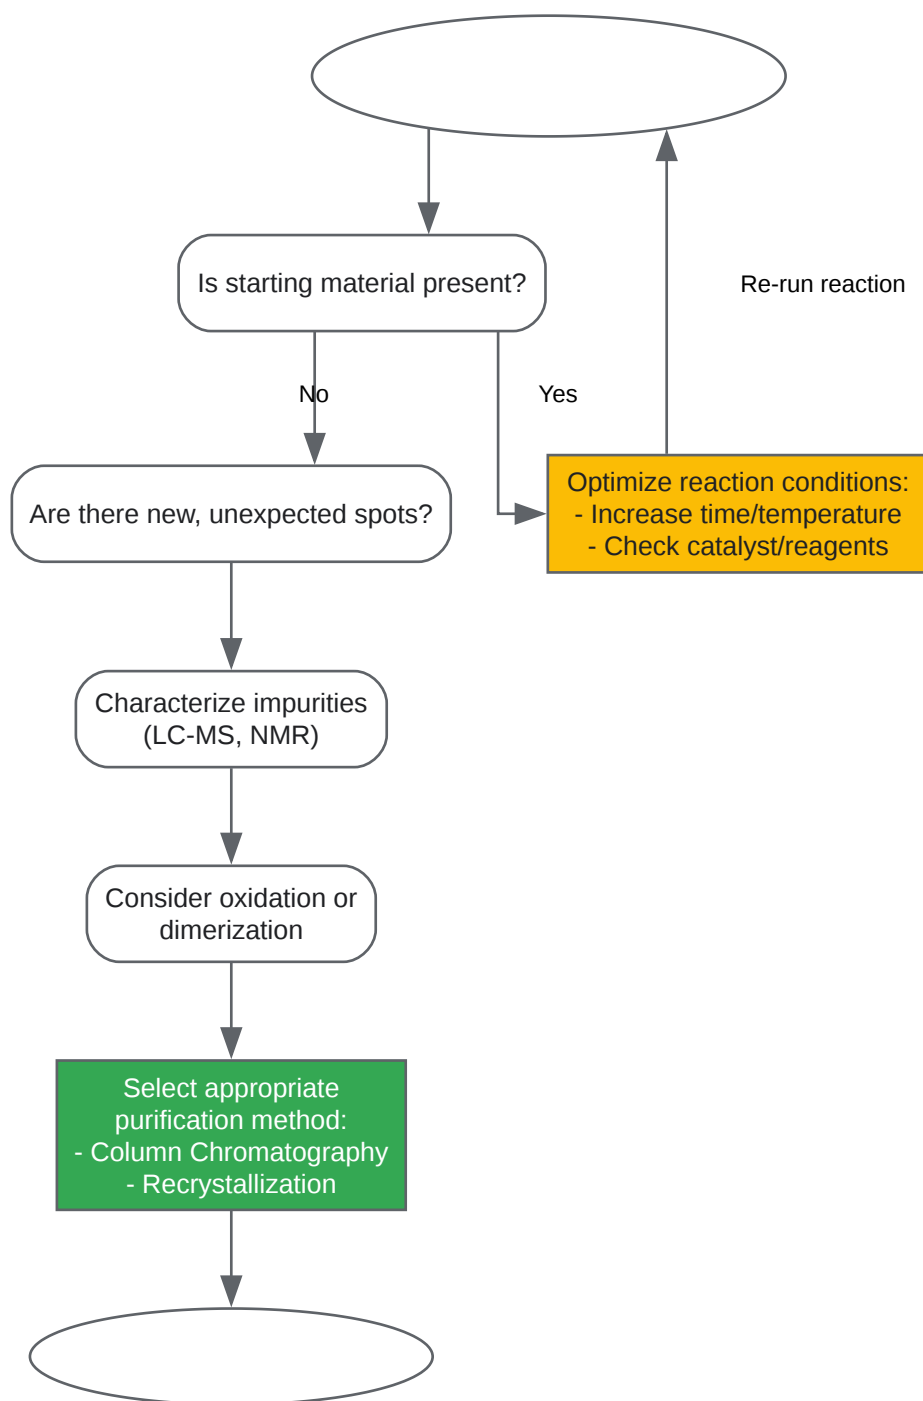 Is starting material present?
Re-run reaction
No
Yes
Optimize reaction conditions:
- Increase time/temperature
- Check catalyst/reagents
Are there new, unexpected spots?
Characterize impurities
(LC-MS, NMR)
Consider oxidation or
dimerization
Select appropriate
purification method:
- Column Chromatography
- Recrystallization